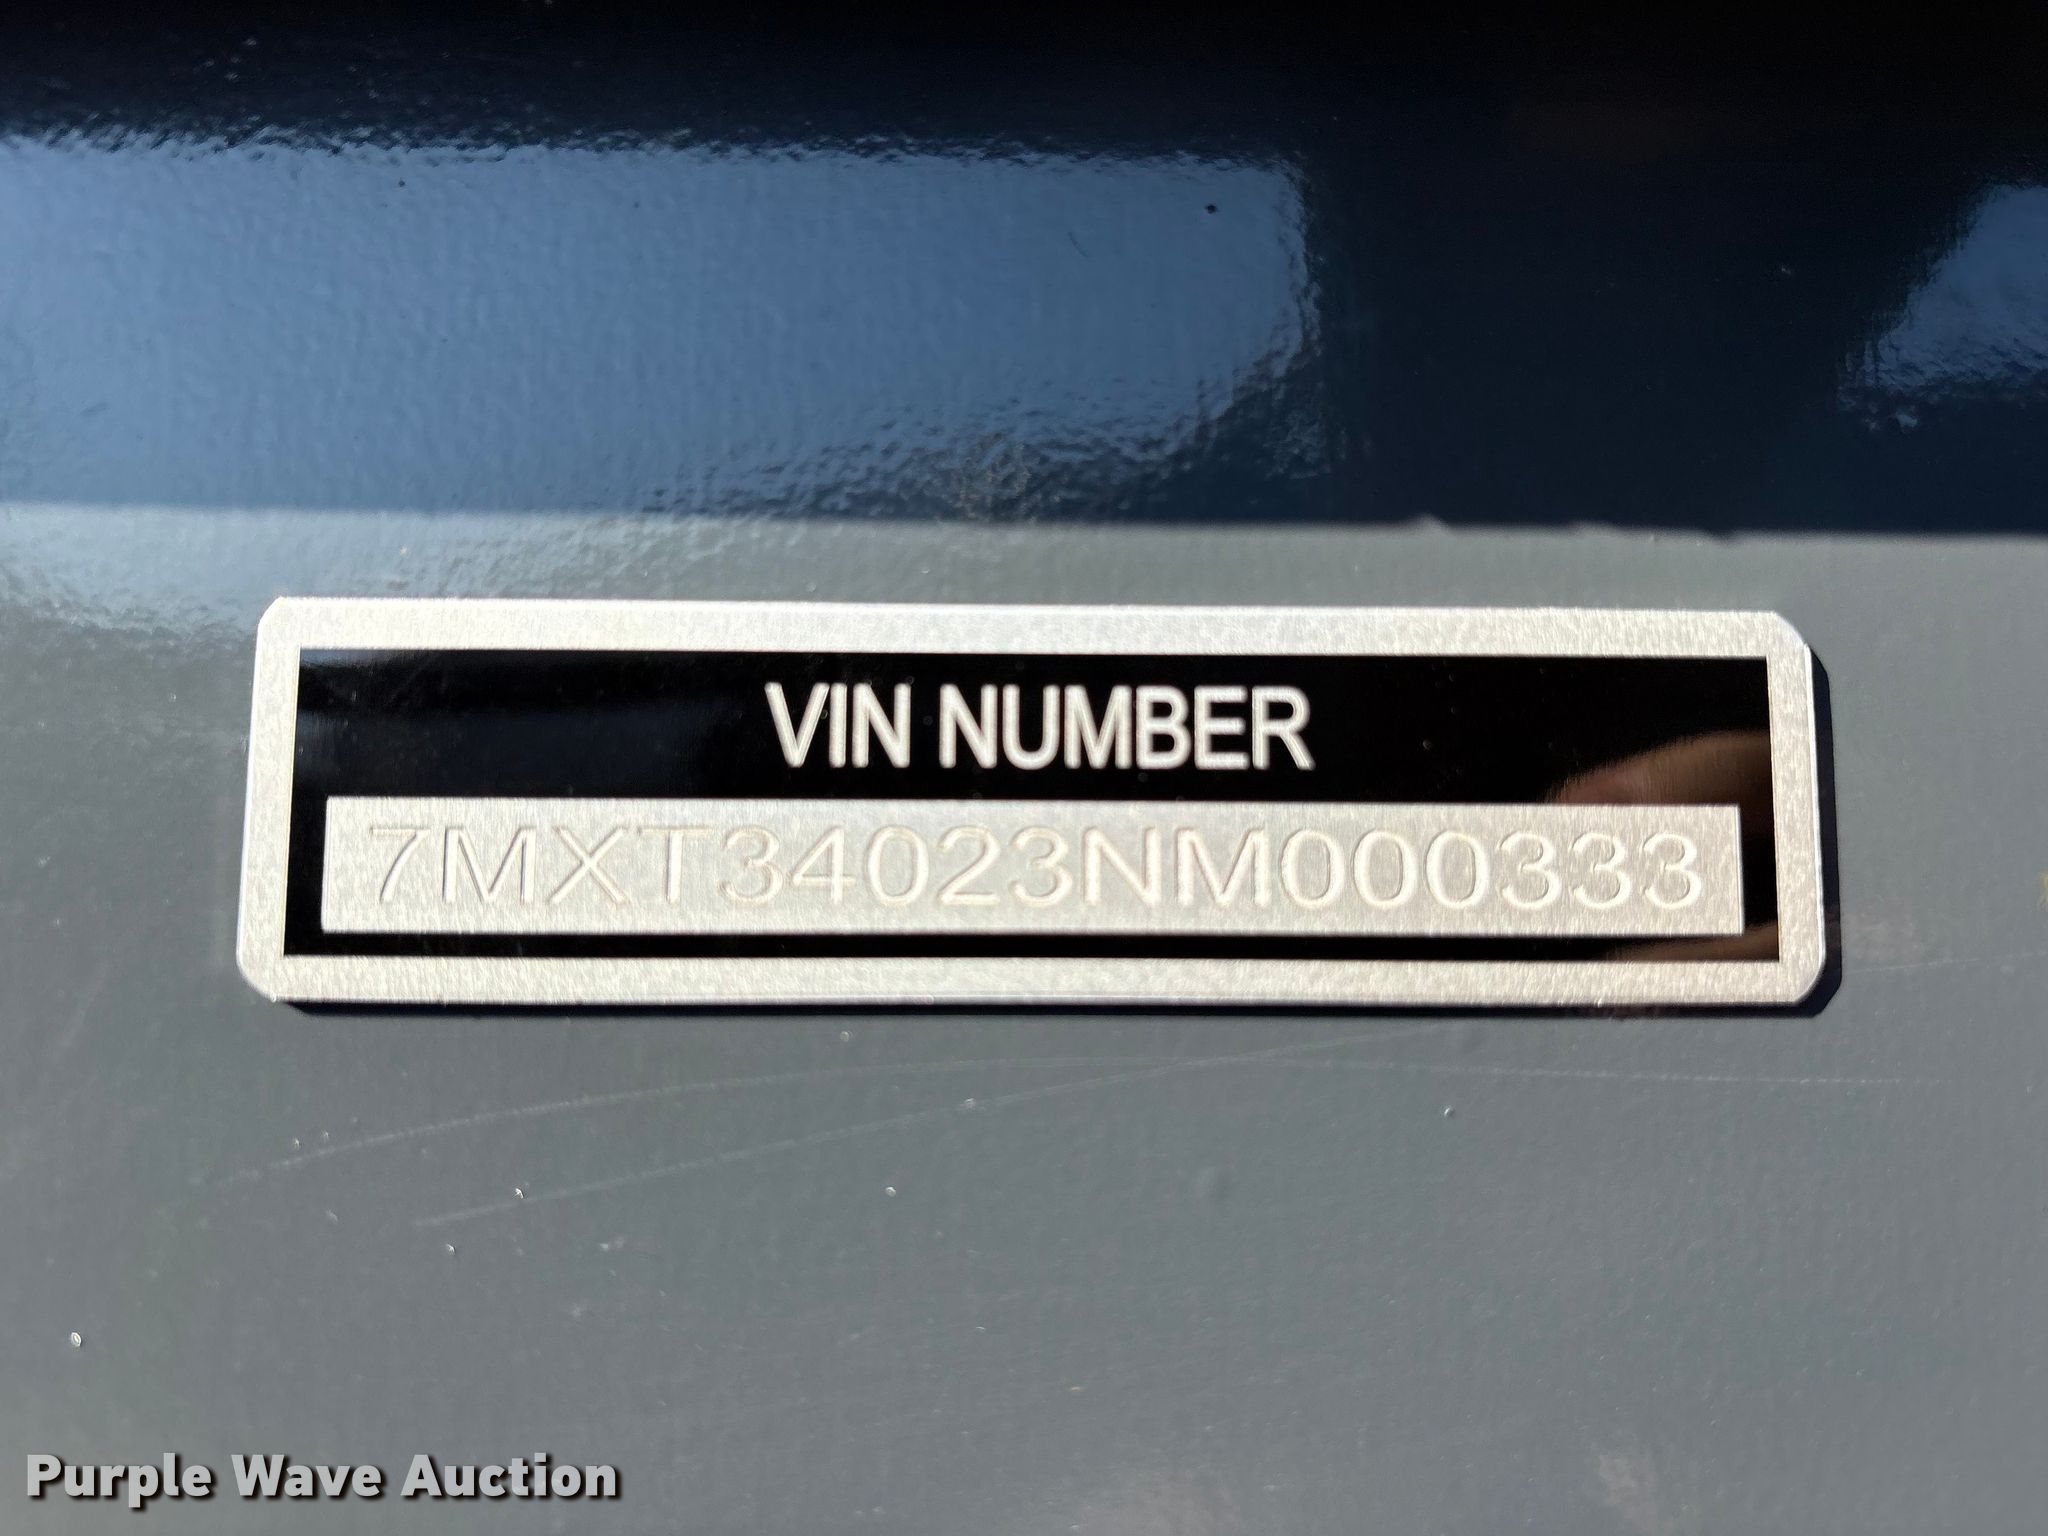 VIN NUMBER
7MXT34023NM000333
Purple Wave Auction